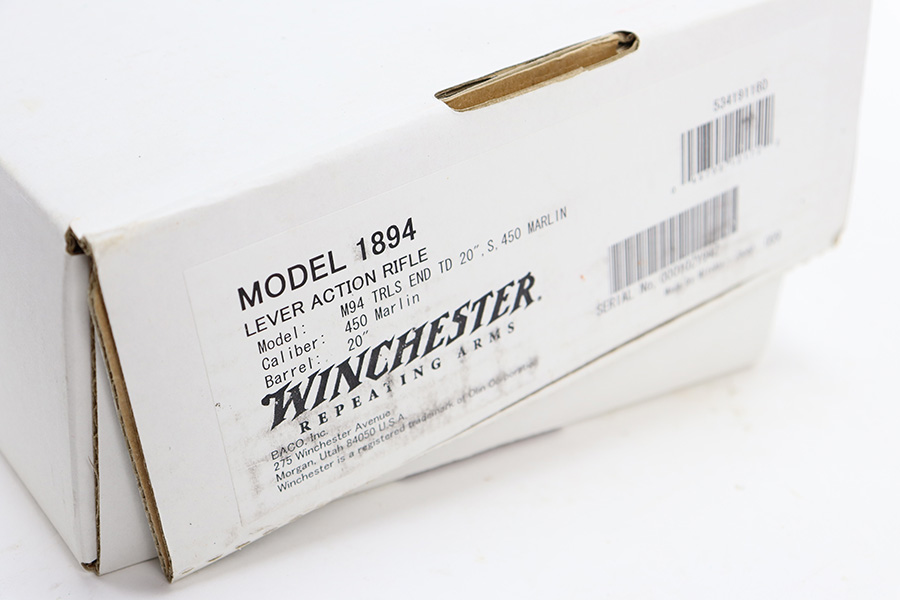 MODEL 1894
LEVER ACTION RIFLE
Model: M94 TRLS END TD 20",S,450 MARLIN
Caliber: 450 Marlin
Barrel: 20"
WINCHESTER.
REPEATING ARMS
BACO, Inc.
275 Winchester Avenue
Morgan, Utah 84050 U.S.A.
Winchester is a registered trademark of Olin Corporation
534191160
SERIAL No.